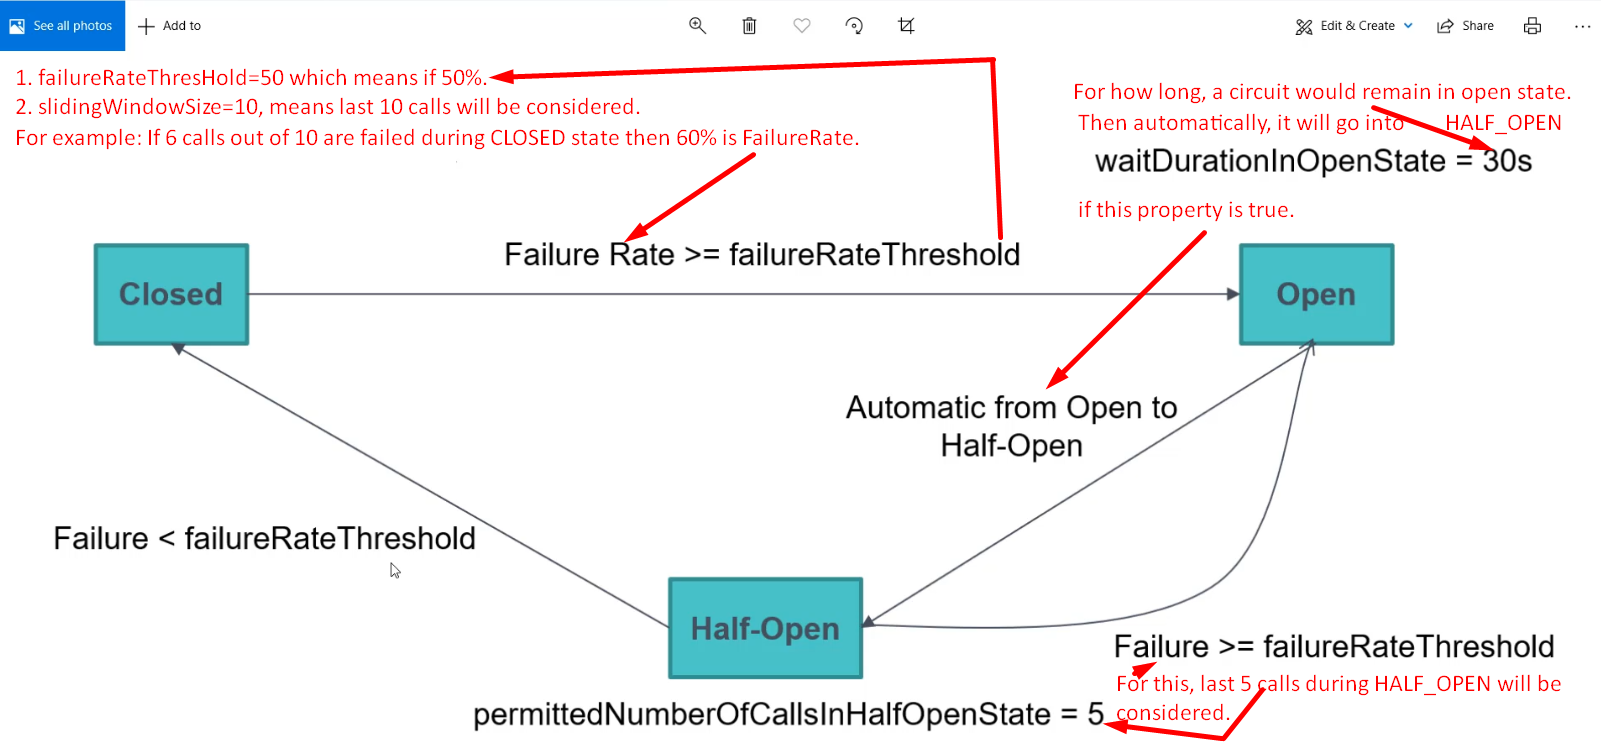 See all photos
Add to
Edit & Create
Share
1. failureRateThresHold=50 which means if 50%.
2. slidingWindowSize=10, means last 10 calls will be considered.
For example: If 6 calls out of 10 are failed during CLOSED state then 60% is FailureRate.
For how long, a circuit would remain in open state.
Then automatically, it will go into HALF_OPEN
waitDurationInOpenState = 30s
if this property is true.
Failure Rate >= failureRateThreshold
Closed
Open
Automatic from Open to
Half-Open
Failure < failureRateThreshold
Half-Open
Failure >= failureRateThreshold
For this, last 5 calls during HALF_OPEN will be
considered.
permittedNumberOfCallsInHalfOpenState = 5